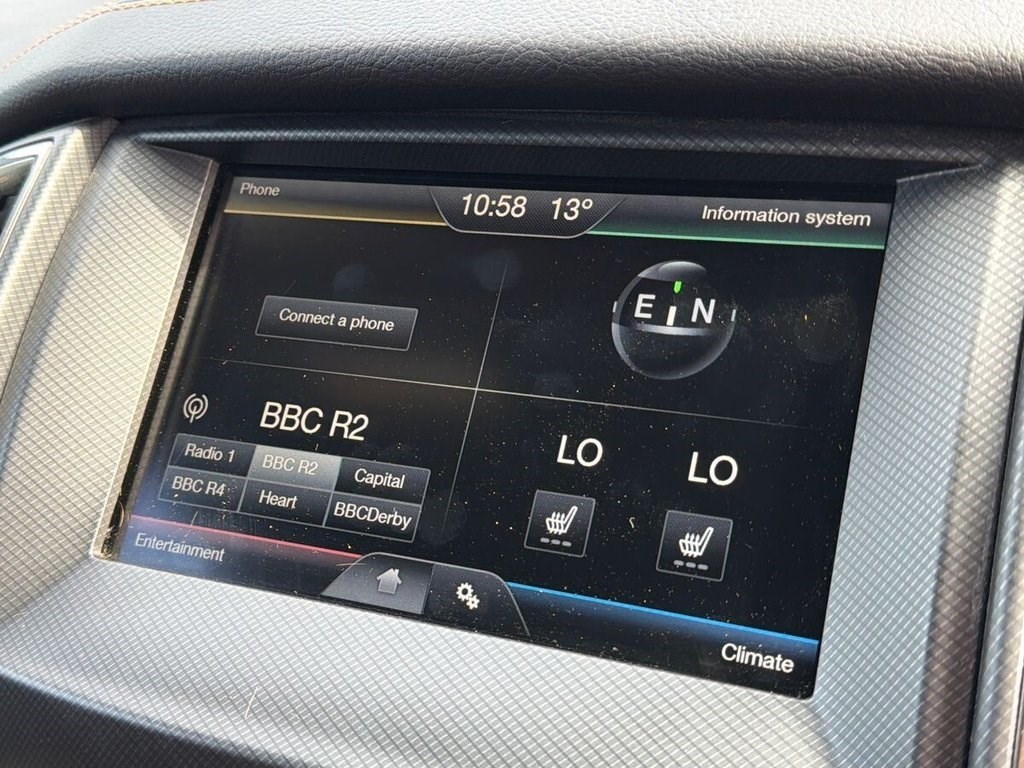 Phone
10:58 13°
Information system
Connect a phone
E N
BBC R2
Radio 1 BBC R2 Capital
BBC R4 Heart BBCDerby
LO LO
Entertainment
Climate